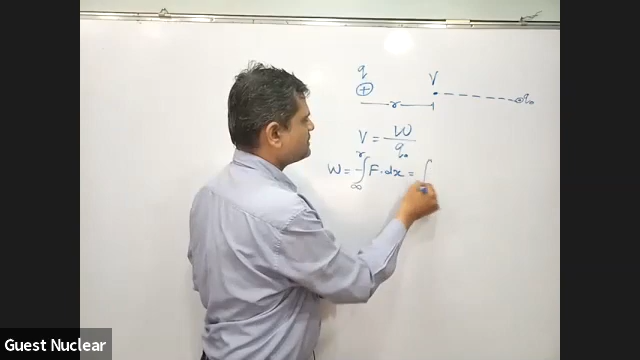 q
V
⊕
r
q₀
V = W/q₀
W = ∫_∞^r F·dx = ∫
Guest Nuclear